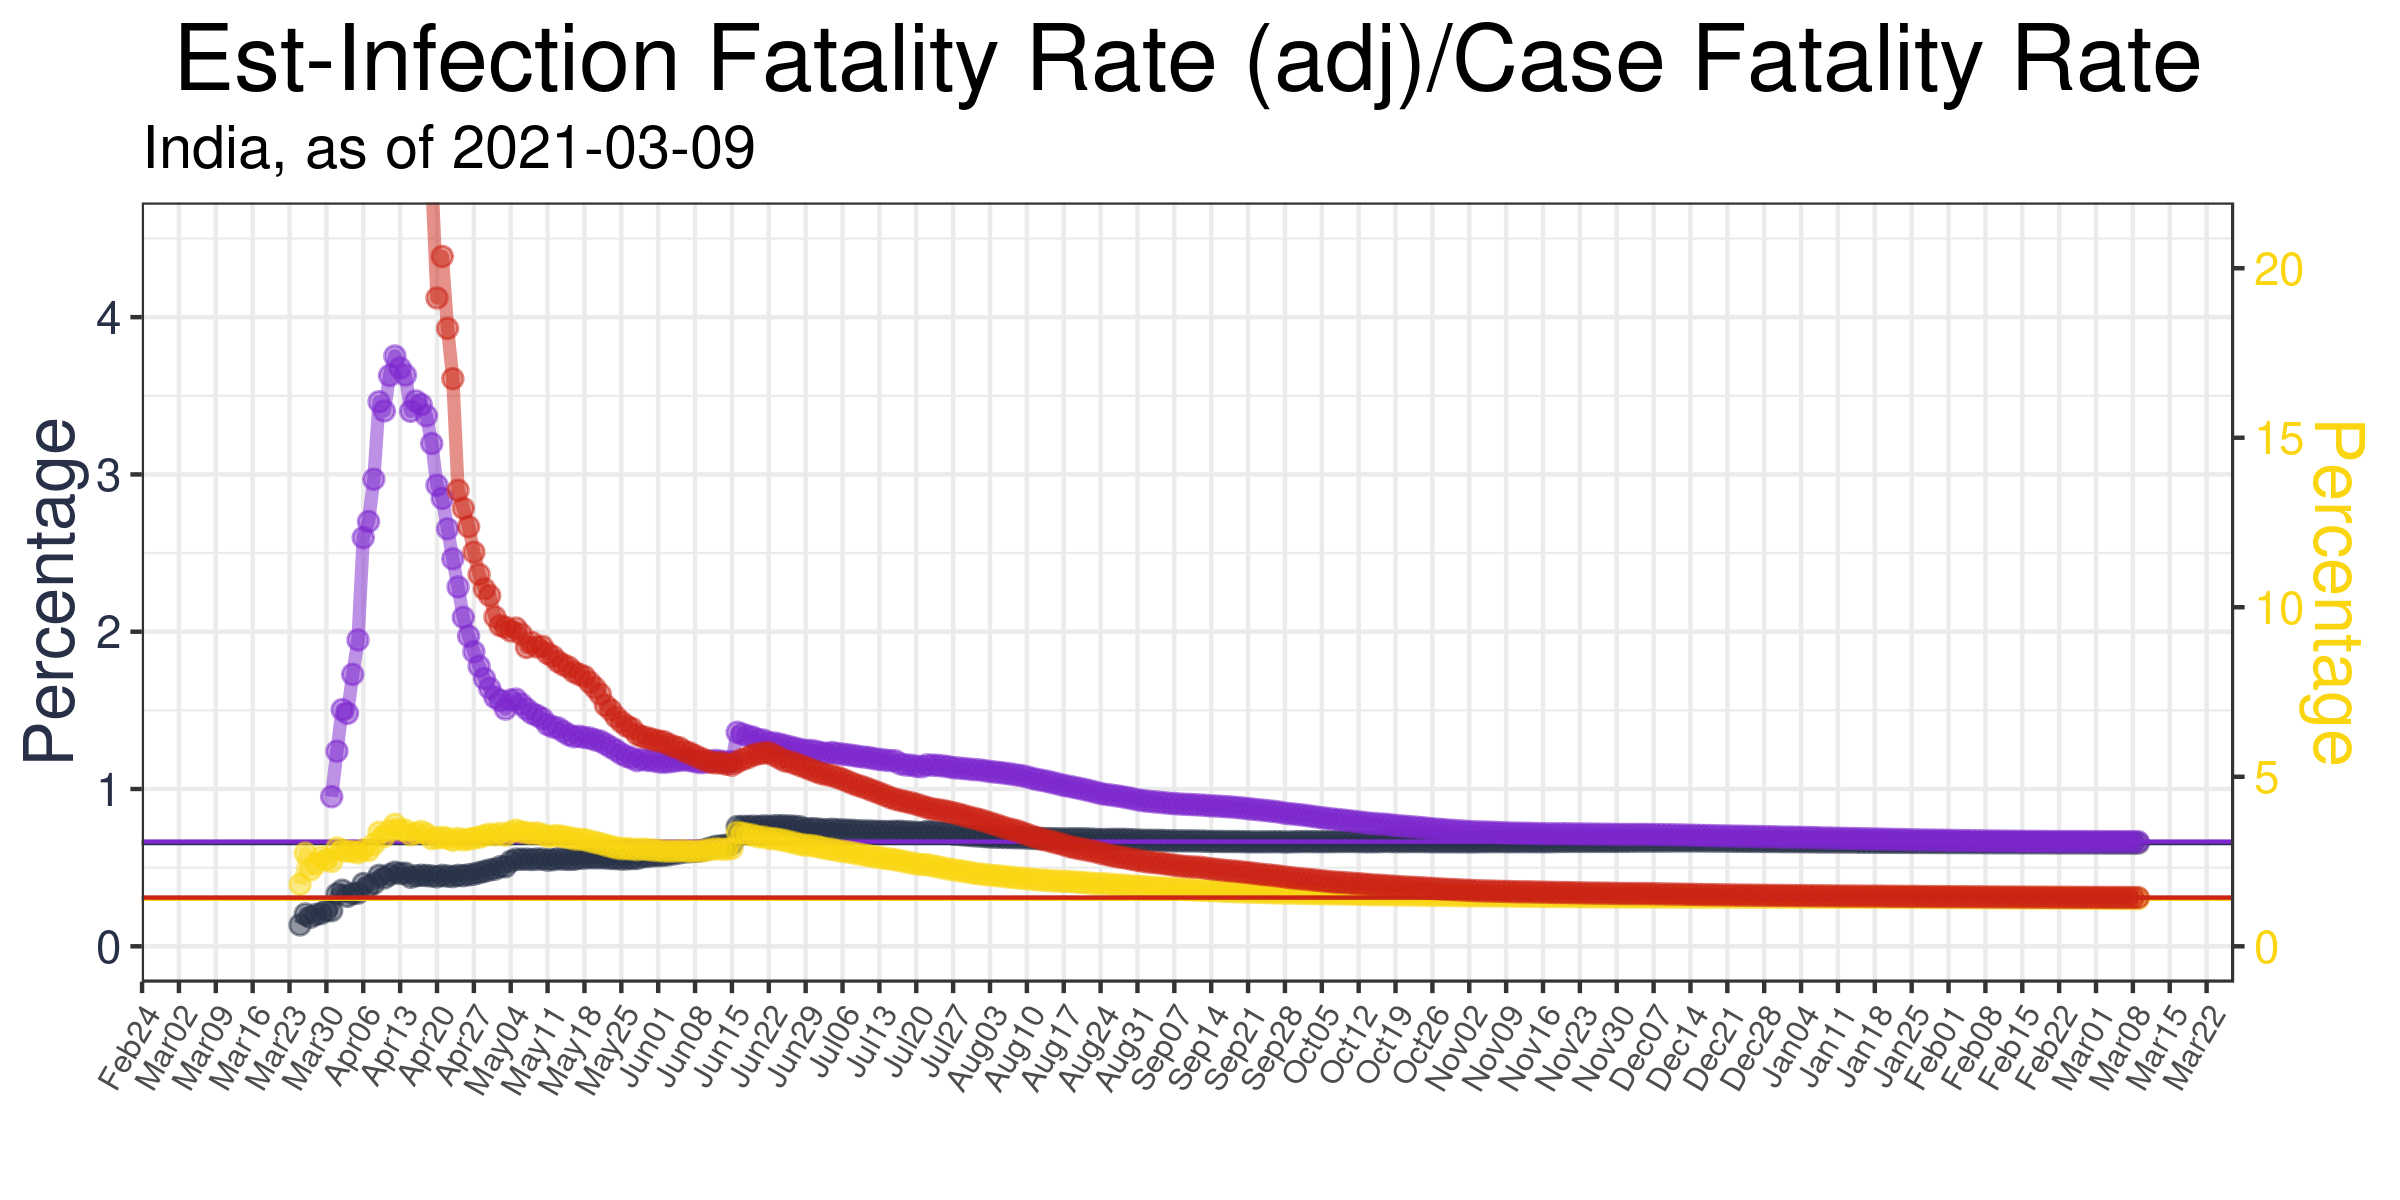 Est-Infection Fatality Rate (adj)/Case Fatality Rate
India, as of 2021-03-09
Percentage
4
3
2
1
0
20
15
10
5
0
Percentage
Feb24
Mar02
Mar09
Mar16
Mar23
Mar30
Apr06
Apr13
Apr20
Apr27
May04
May11
May18
May25
Jun01
Jun08
Jun15
Jun22
Jun29
Jul06
Jul13
Jul20
Jul27
Aug03
Aug10
Aug17
Aug24
Aug31
Sep07
Sep14
Sep21
Sep28
Oct05
Oct12
Oct19
Oct26
Nov02
Nov09
Nov16
Nov23
Nov30
Dec07
Dec14
Dec21
Dec28
Jan04
Jan11
Jan18
Jan25
Feb01
Feb08
Feb15
Feb22
Mar01
Mar08
Mar15
Mar22